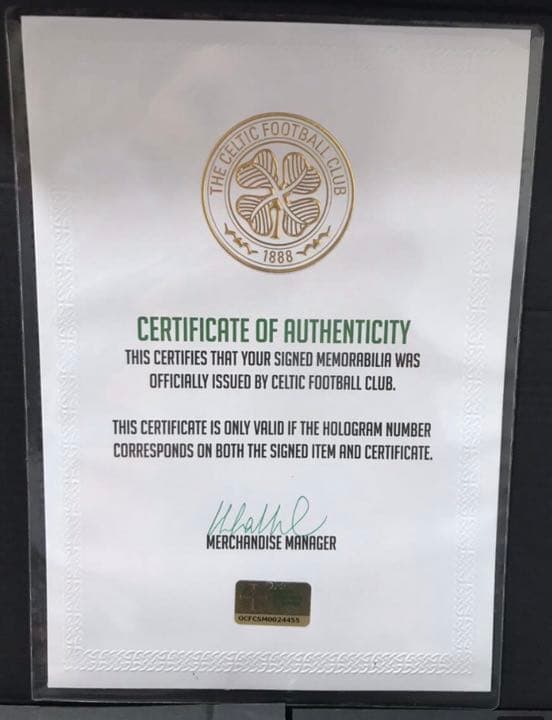 THE CELTIC FOOTBALL CLUB
1888
CERTIFICATE OF AUTHENTICITY
THIS CERTIFIES THAT YOUR SIGNED MEMORABILIA WAS
OFFICIALLY ISSUED BY CELTIC FOOTBALL CLUB.
THIS CERTIFICATE IS ONLY VALID IF THE HOLOGRAM NUMBER
CORRESPONDS ON BOTH THE SIGNED ITEM AND CERTIFICATE.
MERCHANDISE MANAGER
OCFCSM0024455